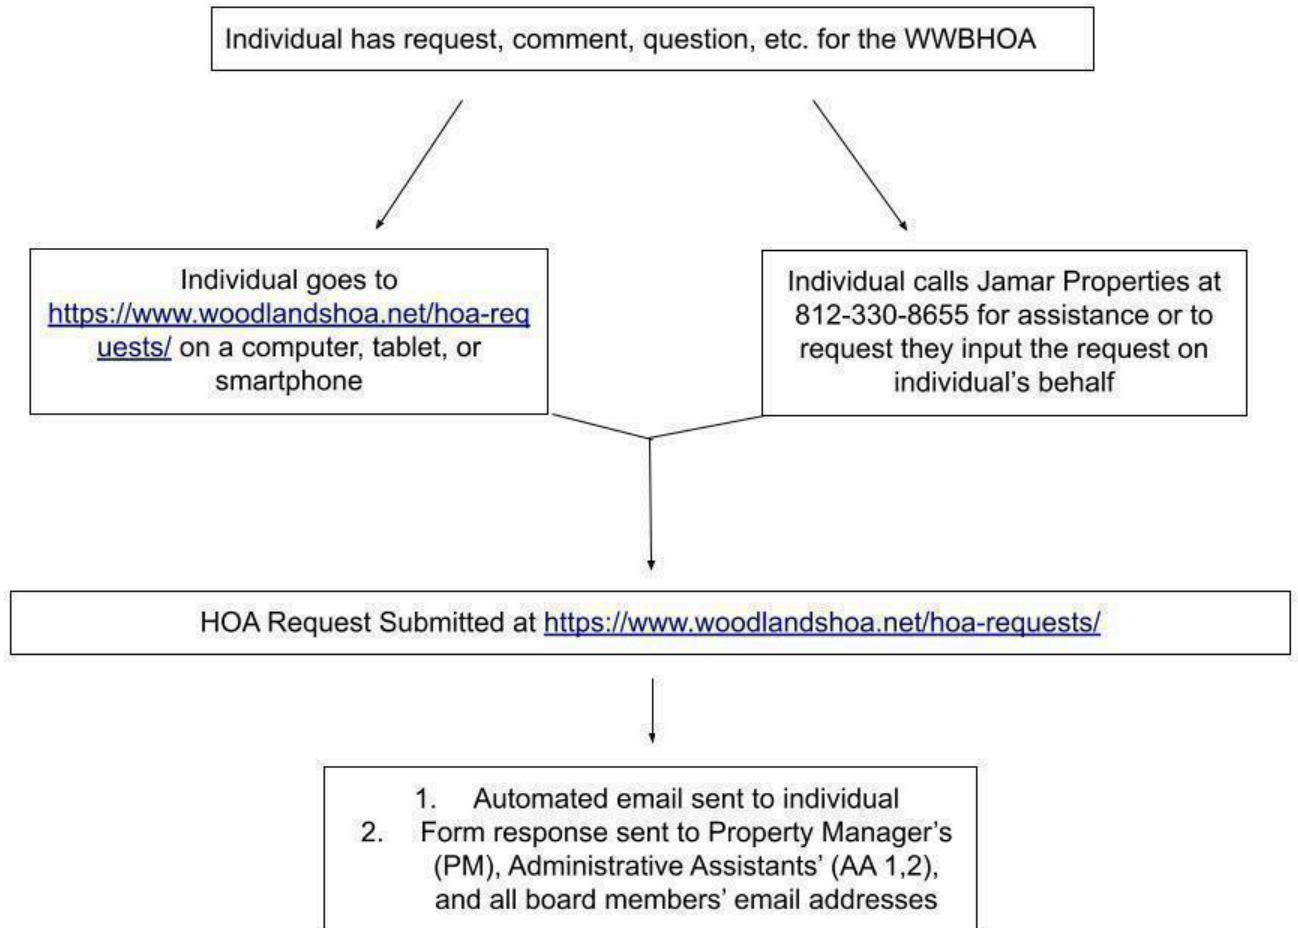 Individual has request, comment, question, etc. for the WWBHOA
Individual goes to
https://www.woodlandshoa.net/hoa-req
uests/ on a computer, tablet, or
smartphone
Individual calls Jamar Properties at
812-330-8655 for assistance or to
request they input the request on
individual’s behalf
HOA Request Submitted at https://www.woodlandshoa.net/hoa-requests/
1. Automated email sent to individual
2. Form response sent to Property Manager’s
(PM), Administrative Assistants’ (AA 1,2),
and all board members’ email addresses